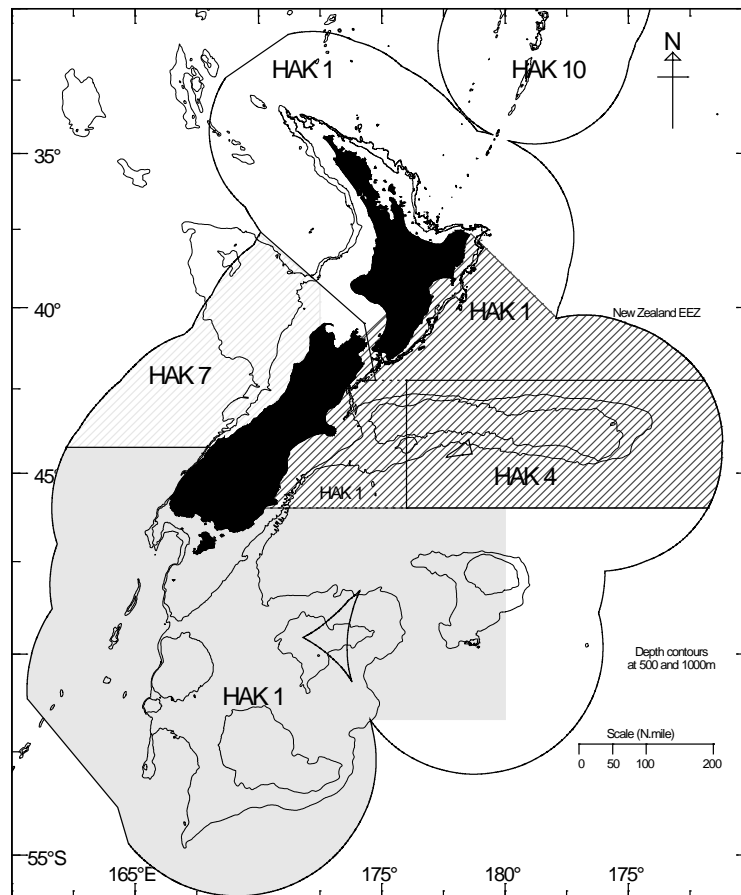 HAK 1
HAK 10
N
35°
HAK 1
40°
New Zealand EEZ
HAK 7
45°
HAK 4
HAK 1
Depth contours
at 500 and 1000m
HAK 1
Scale (N.mile)
0 50 100 200
55°S
165°E 175° 180° 175°